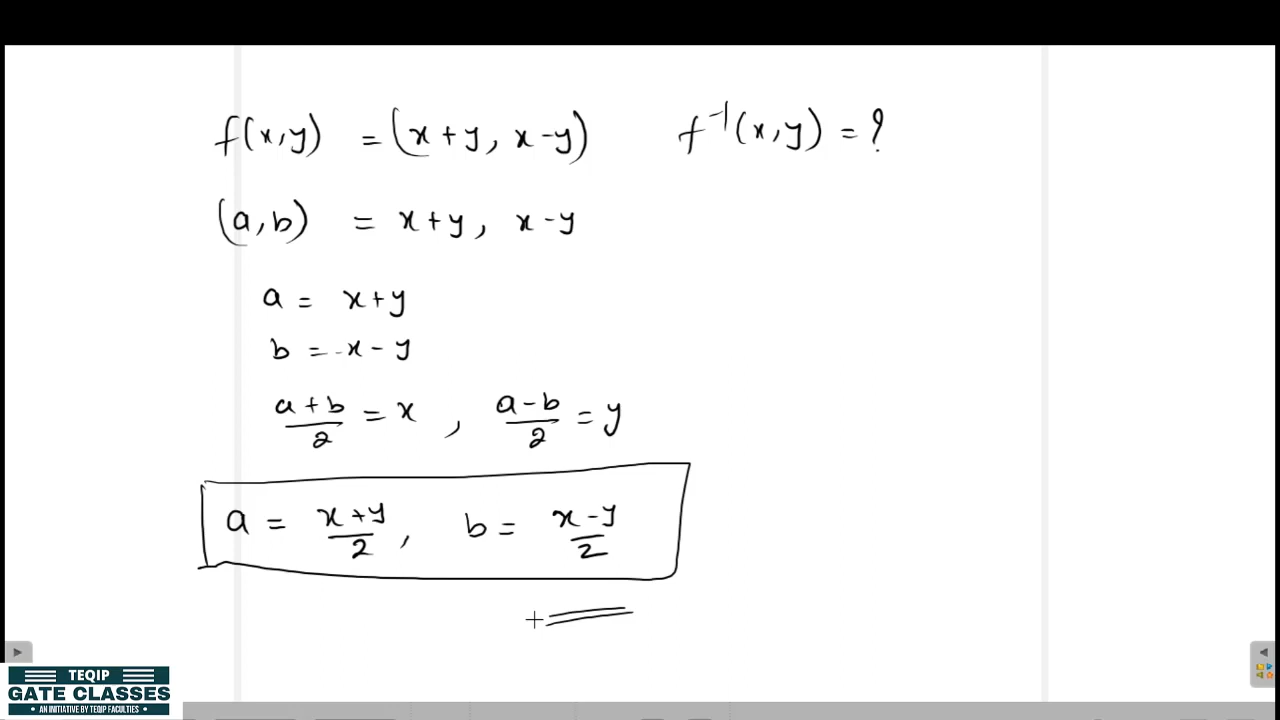 f(x,y) = (x+y, x-y) f⁻¹(x,y) = ?
(a,b) = x+y, x-y
a = x+y
b = x-y
a+b/2 = x , a-b/2 = y
a = x+y/2 , b = x-y/2
TEQIP
GATE CLASSES
• AN INITIATIVE BY TEQIP FACULTIES •